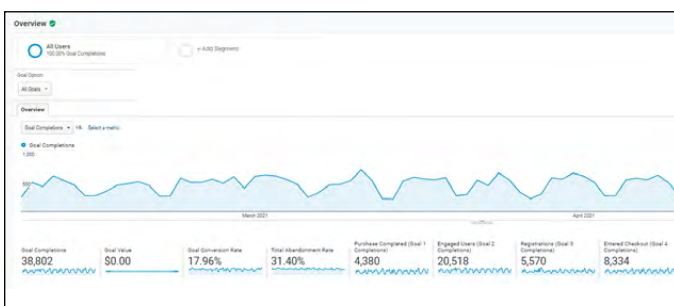 Overview
All Users
100.00% Goal Completions
+ Add Segment
Goal Option:
All Goals
Overview
Goal Completions
VS.
Select a metric
Goal Completions
1,000
500
March 2021
April 2021
Goal Completions
38,802
Goal Value
$0.00
Goal Conversion Rate
17.96%
Total Abandonment Rate
31.40%
Purchase Completed (Goal 1
Completions)
4,380
Engaged Users (Goal 2
Completions)
20,518
Registrations (Goal 3
Completions)
5,570
Entered Checkout (Goal 4
Completions)
8,334